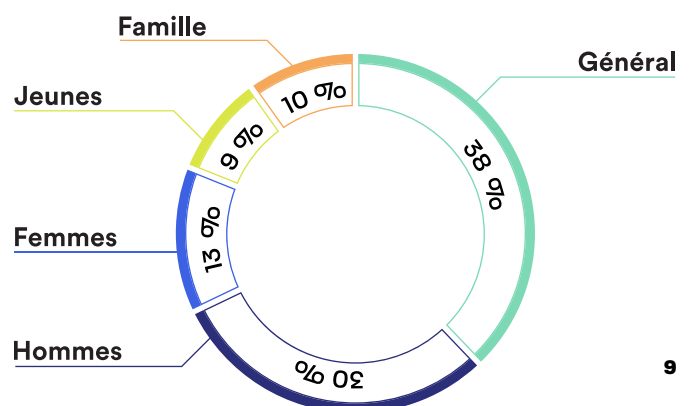 Famille
Général
Jeunes
10 %
9 %
38 %
Femmes
13 %
Hommes
30 %
9